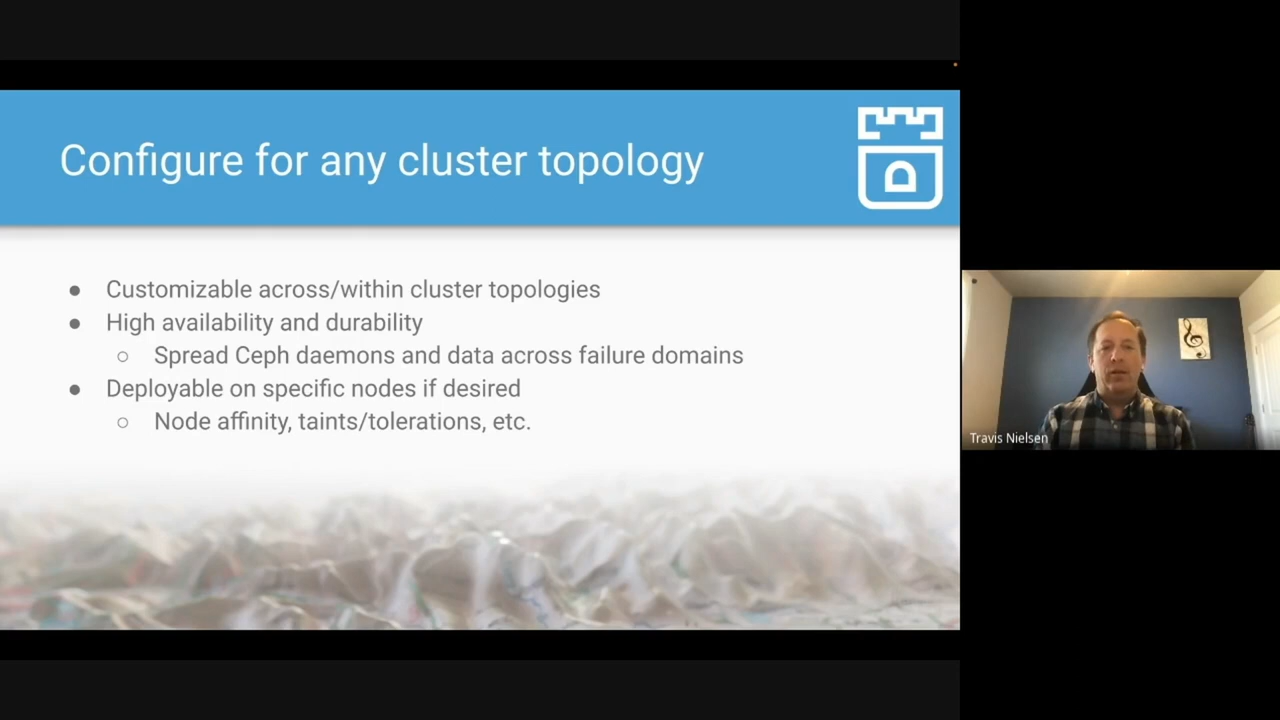 Configure for any cluster topology
● Customizable across/within cluster topologies
● High availability and durability
○ Spread Ceph daemons and data across failure domains
● Deployable on specific nodes if desired
○ Node affinity, taints/tolerations, etc.
Travis Nielsen